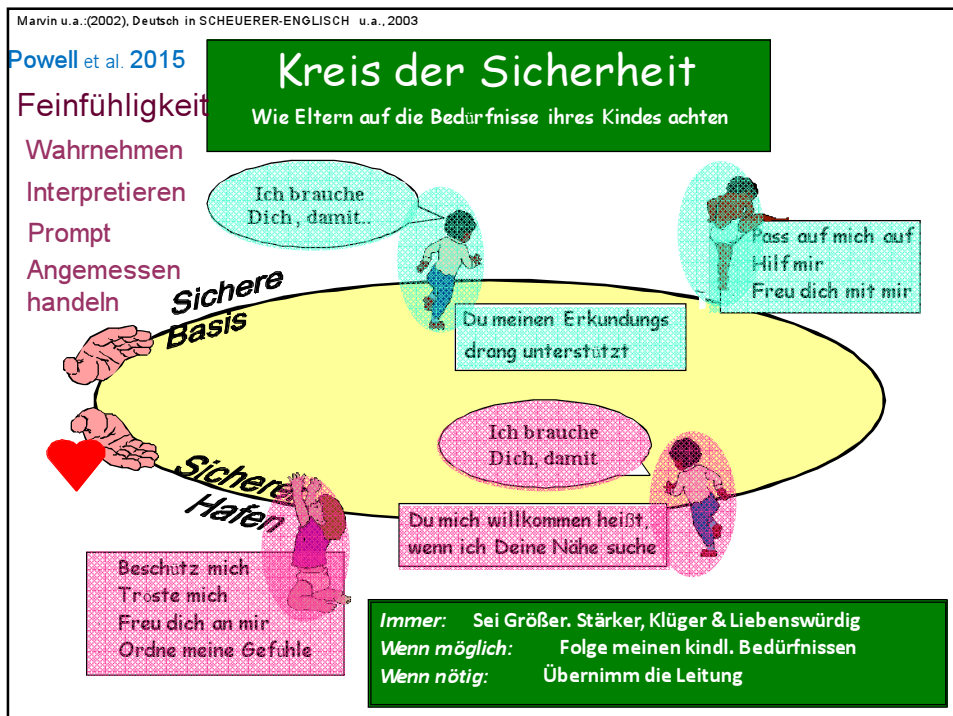 Marvin u.a.:(2002), Deutsch in SCHEUERER-ENGLISCH u.a., 2003
Powell et al. 2015
Feinfühligkeit
Wahrnehmen
Interpretieren
Prompt
Angemessen
handeln
Kreis der Sicherheit
Wie Eltern auf die Bedürfnisse ihres Kindes achten
Ich brauche
Dich , damit..
Pass auf mich auf
Hilf mir
Freu dich mit mir
Sichere
Basis
Du meinen Erkundungs
drang unterstützt
Ich brauche
Dich, damit
Sicherer
Hafen
Du mich willkommen heißt,
wenn ich Deine Nähe suche
Beschütz mich
Tröste mich
Freu dich an mir
Ordne meine Gefühle
Immer: Sei Größer. Stärker, Klüger & Liebenswürdig
Wenn möglich: Folge meinen kindl. Bedürfnissen
Wenn nötig: Übernimm die Leitung